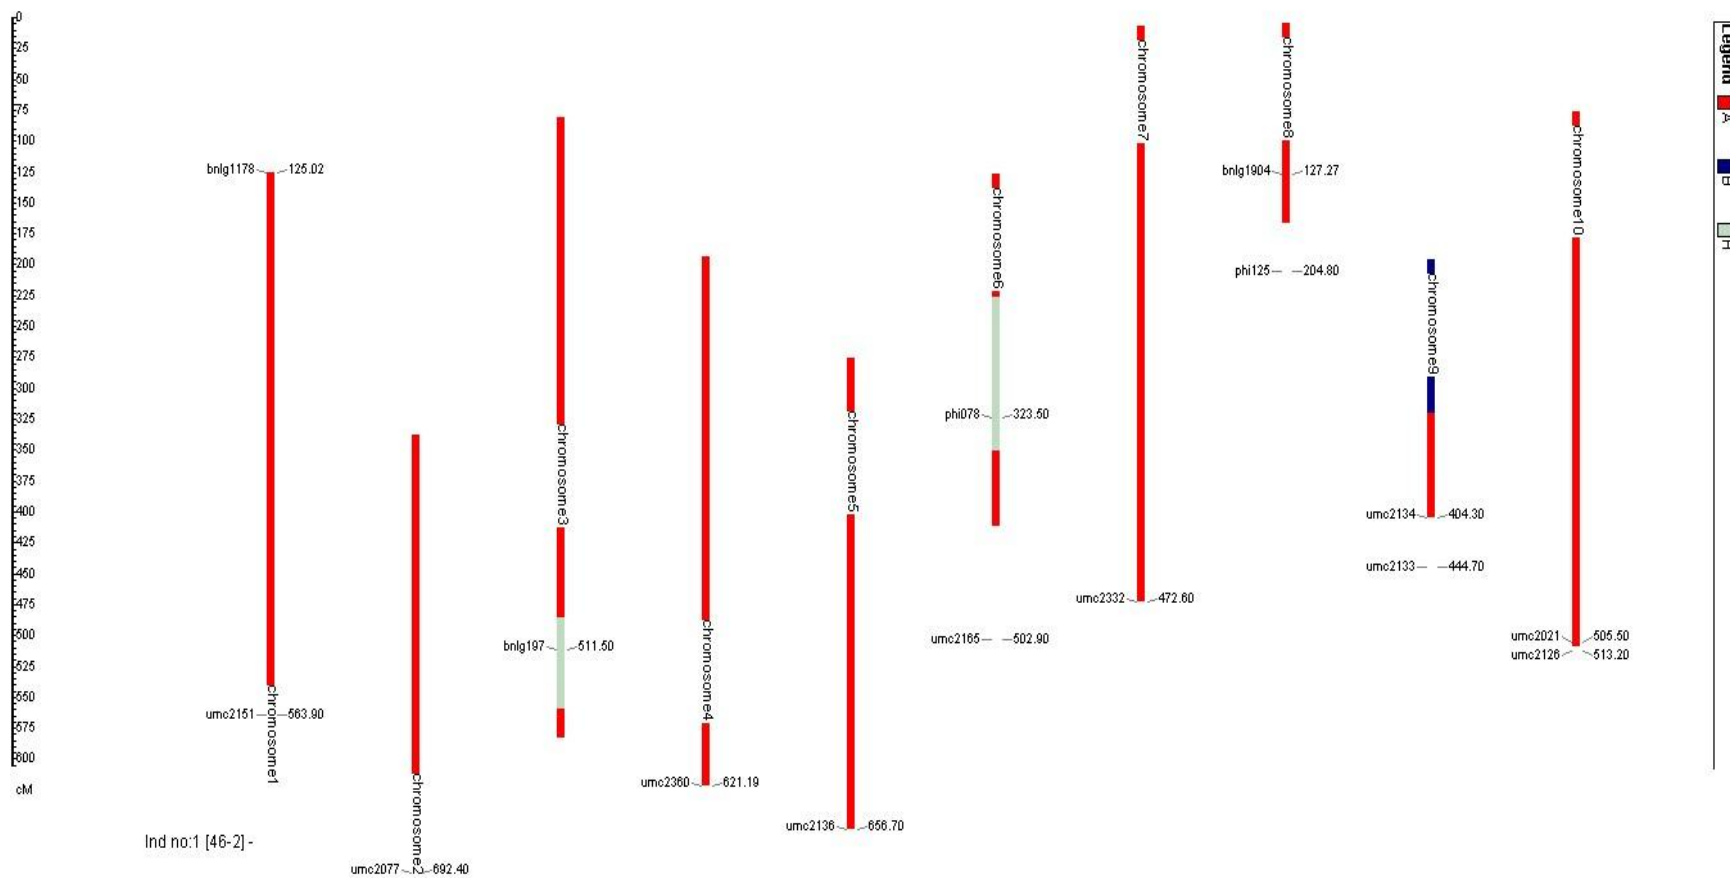 0
25
50
75
100
125
150
175
200
225
250
275
300
325
350
375
400
425
450
475
500
525
550
575
600
cM
bnlg1178 125.02
umc2151 563.90
chromosome1
chromosome2
umc2077 692.40
chromosome3
bnlg197 511.50
chromosome4
umc2360 621.19
chromosome5
umc2136 656.70
chromosome6
phi078 323.50
umc2165 502.90
chromosome7
umc2332 472.60
chromosome8
bnlg1904 127.27
phi125 204.80
chromosome9
umc2134 404.30
umc2133 444.70
chromosome10
umc2021 505.50
umc2126 513.20
Legend
A
B
H
Ind no:1 [46-2] -